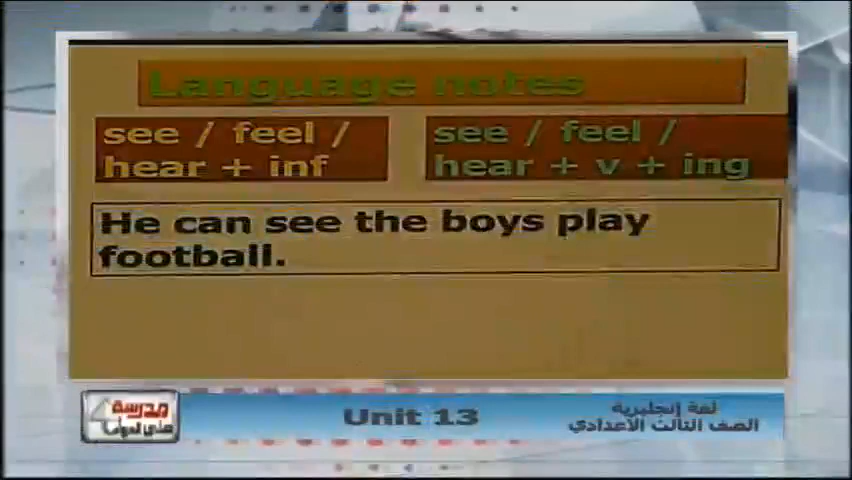 Language notes
see / feel /
hear + inf
see / feel /
hear + v + ing
He can see the boys play
football.
مدرسة
على الهواء
Unit 13
لغة إنجليزية
الصف الثالث الاعدادي